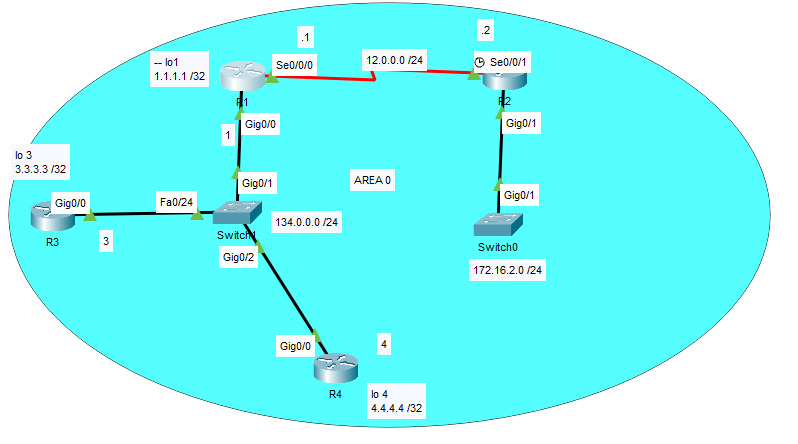 .1
.2
12.0.0.0 /24
-- lo1
1.1.1.1 /32
Se0/0/0
Se0/0/1
R1
R2
Gig0/0
Gig0/1
1
lo 3
3.3.3.3 /32
Gig0/1
AREA 0
Gig0/1
Gig0/0
Fa0/24
134.0.0.0 /24
R3
3
Switch1
Switch0
Gig0/2
172.16.2.0 /24
Gig0/0
4
R4
lo 4
4.4.4.4 /32